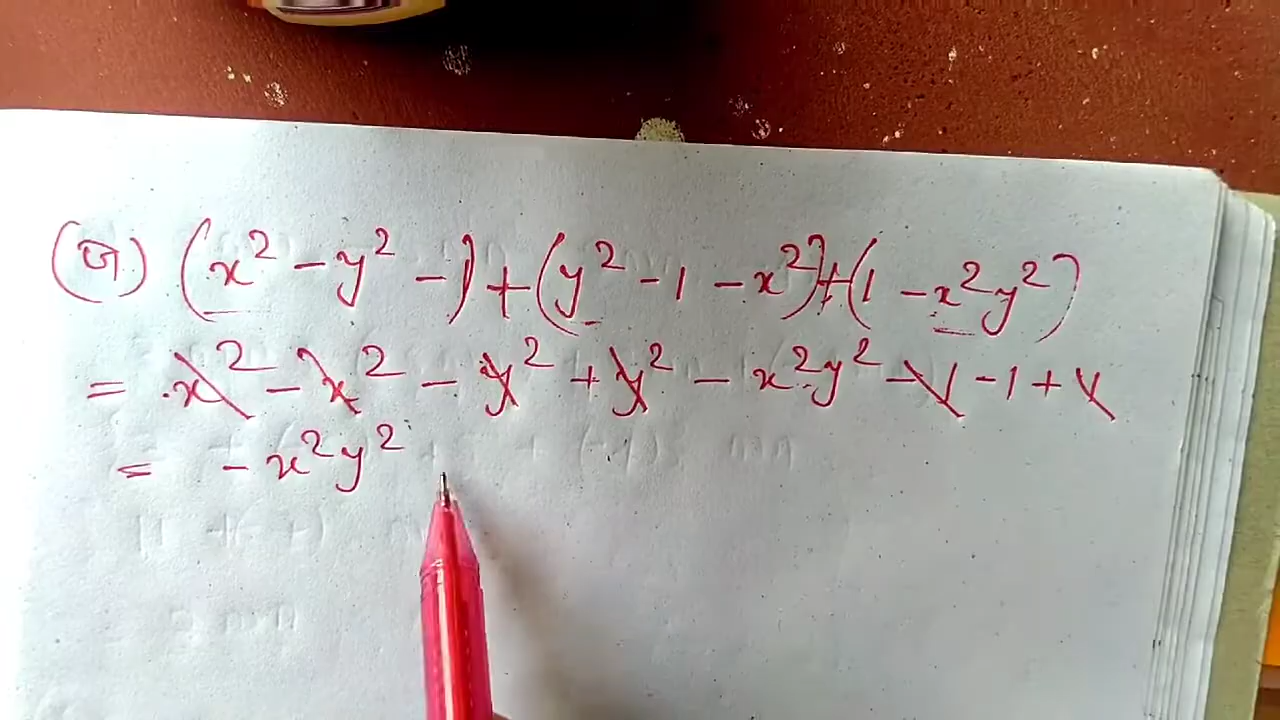 (ज) (x² - y² - 1) + (y² - 1 - x²) + (1 - x²y²)
= x² - x² - y² + y² - x²y² - 1 - 1 + 1
= - x²y²